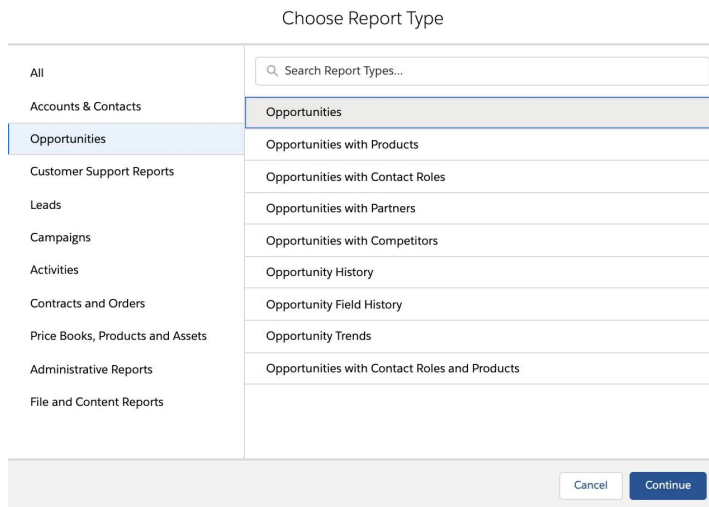 Choose Report Type
All
Accounts & Contacts
Opportunities
Customer Support Reports
Leads
Campaigns
Activities
Contracts and Orders
Price Books, Products and Assets
Administrative Reports
File and Content Reports
Search Report Types...
Opportunities
Opportunities with Products
Opportunities with Contact Roles
Opportunities with Partners
Opportunities with Competitors
Opportunity History
Opportunity Field History
Opportunity Trends
Opportunities with Contact Roles and Products
Cancel
Continue